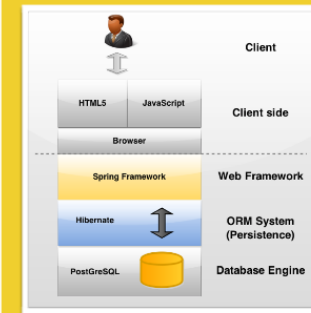 Client
HTML5
JavaScript
Client side
Browser
Spring Framework
Web Framework
Hibernate
ORM System
(Persistence)
PostGreSQL
Database Engine